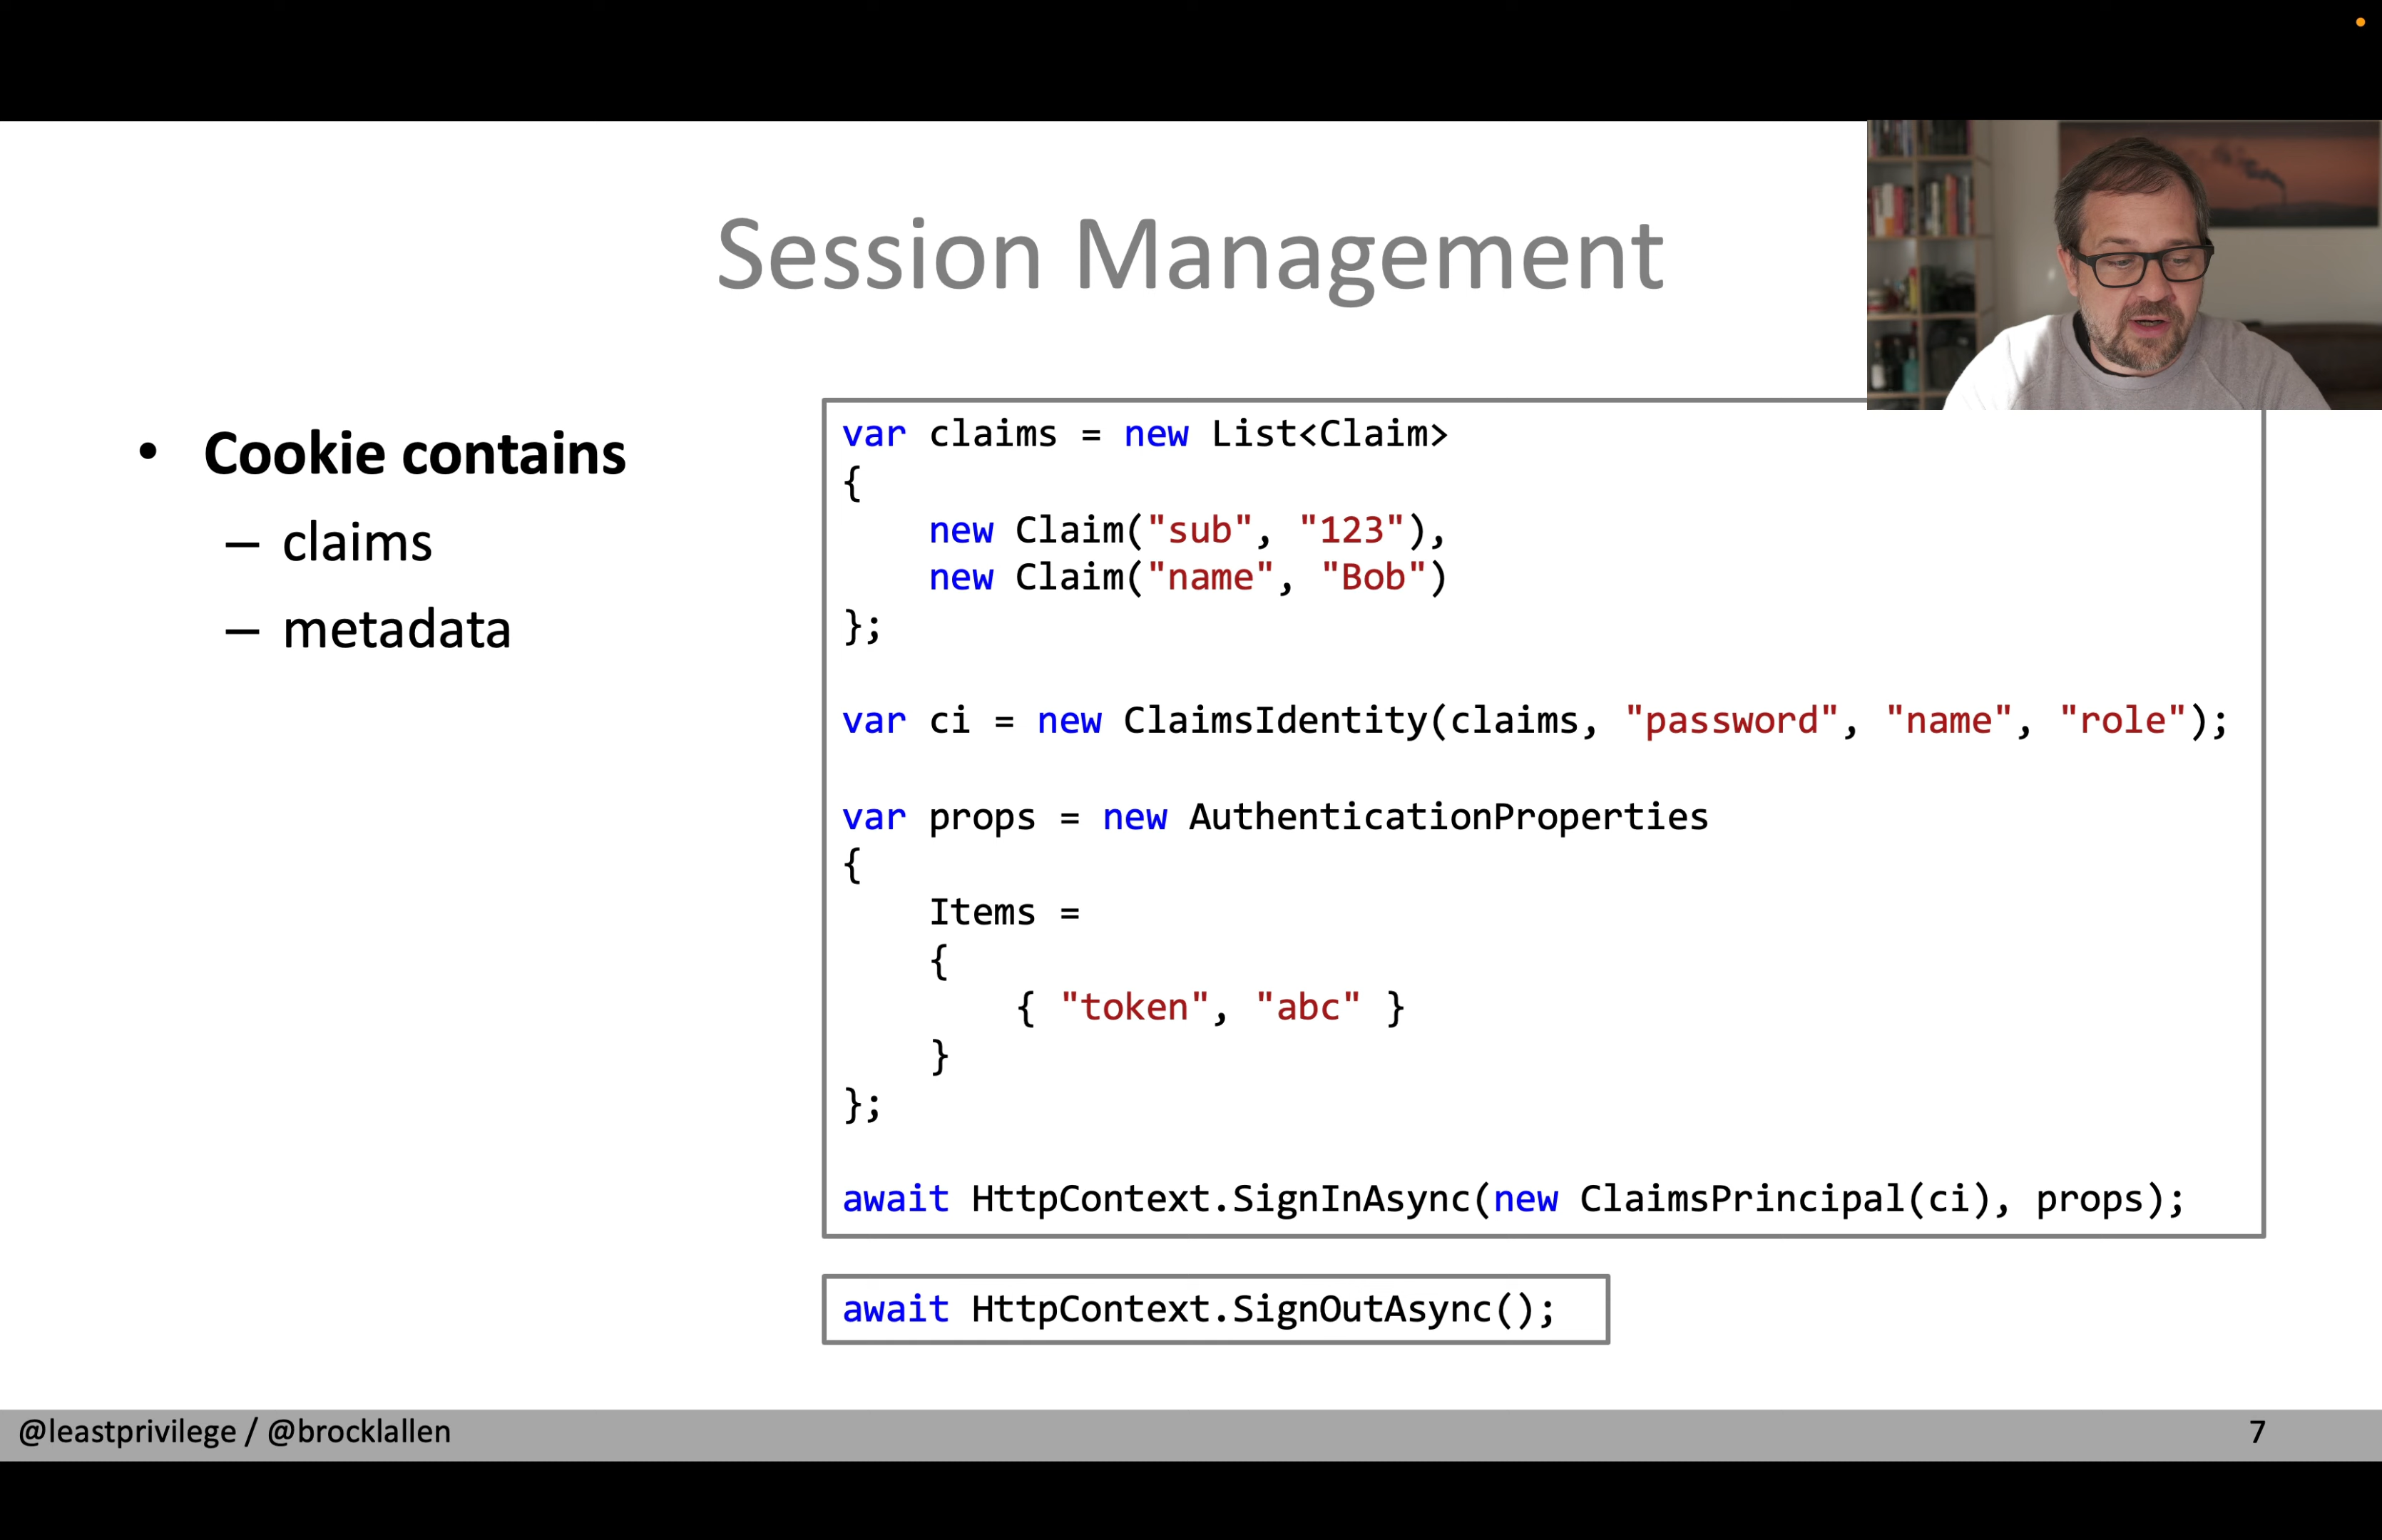 Session Management
• Cookie contains
– claims
– metadata
var claims = new List<Claim>
{
    new Claim("sub", "123"),
    new Claim("name", "Bob")
};
var ci = new ClaimsIdentity(claims, "password", "name", "role");
var props = new AuthenticationProperties
{
    Items =
    {
        { "token", "abc" }
    }
};
await HttpContext.SignInAsync(new ClaimsPrincipal(ci), props);
await HttpContext.SignOutAsync();
@leastprivilege / @brocklallen
7